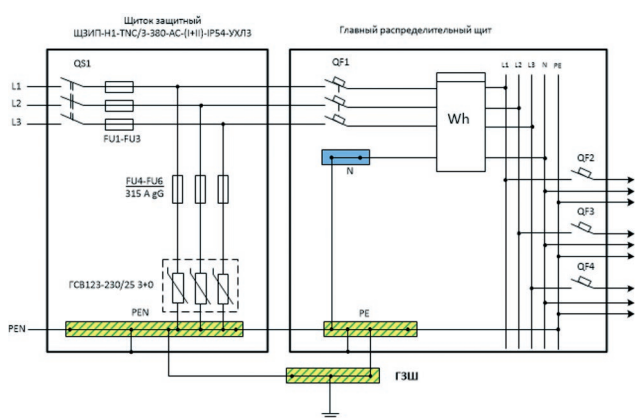 Щиток защитный
ЩЗИП-Н1-TNC/3-380-АС-(I+II)-IP54-УХЛ3
Главный распределительный щит
QS1
QF1
L1 L2 L3 N PE
L1
L2
L3
Wh
FU1-FU3
N
QF2
FU4-FU6
315 A gG
QF3
ГСВ123-230/25 3+0
QF4
PEN
PE
PEN
ГЗШ